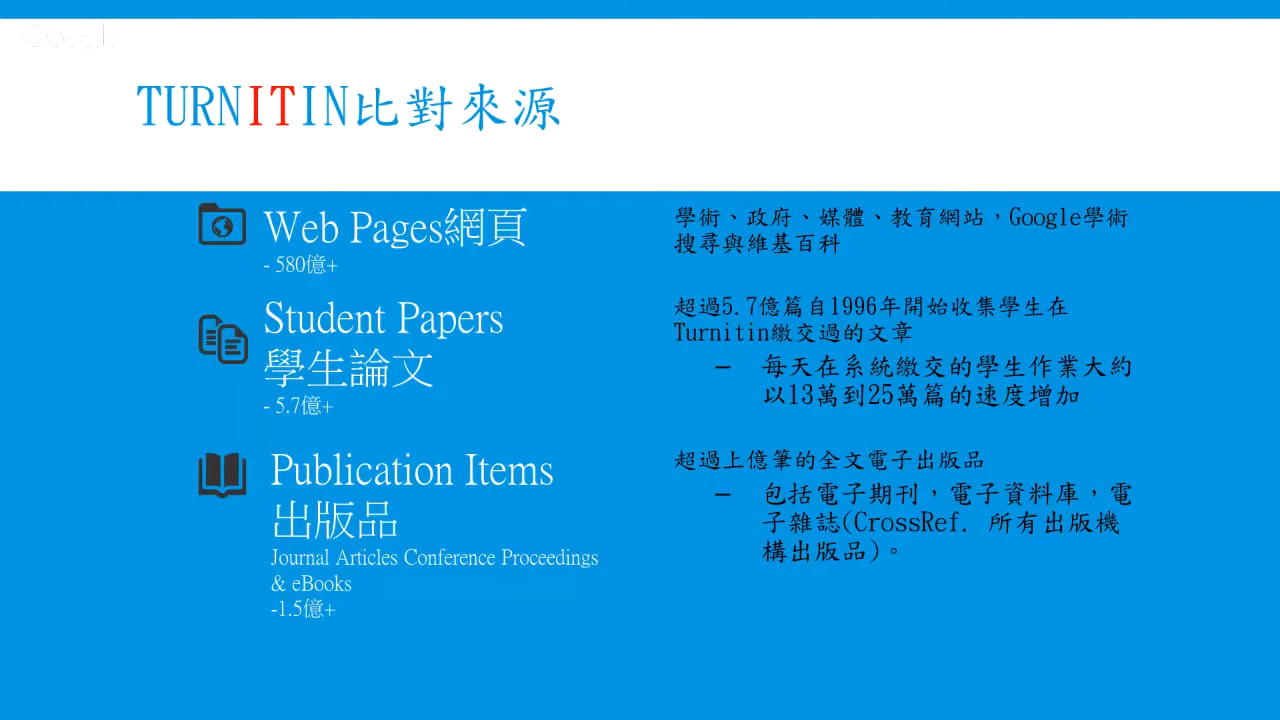 Google
TURNITIN比對來源
Web Pages網頁
- 580億+
學術、政府、媒體、教育網站，Google學術
搜尋與維基百科
Student Papers
學生論文
- 5.7億+
超過5.7億篇自1996年開始收集學生在
Turnitin繳交過的文章
– 每天在系統繳交的學生作業大約
以13萬到25萬篇的速度增加
Publication Items
出版品
Journal Articles Conference Proceedings
& eBooks
-1.5億+
超過上億筆的全文電子出版品
– 包括電子期刊，電子資料庫，電
子雜誌(CrossRef. 所有出版機
構出版品)。